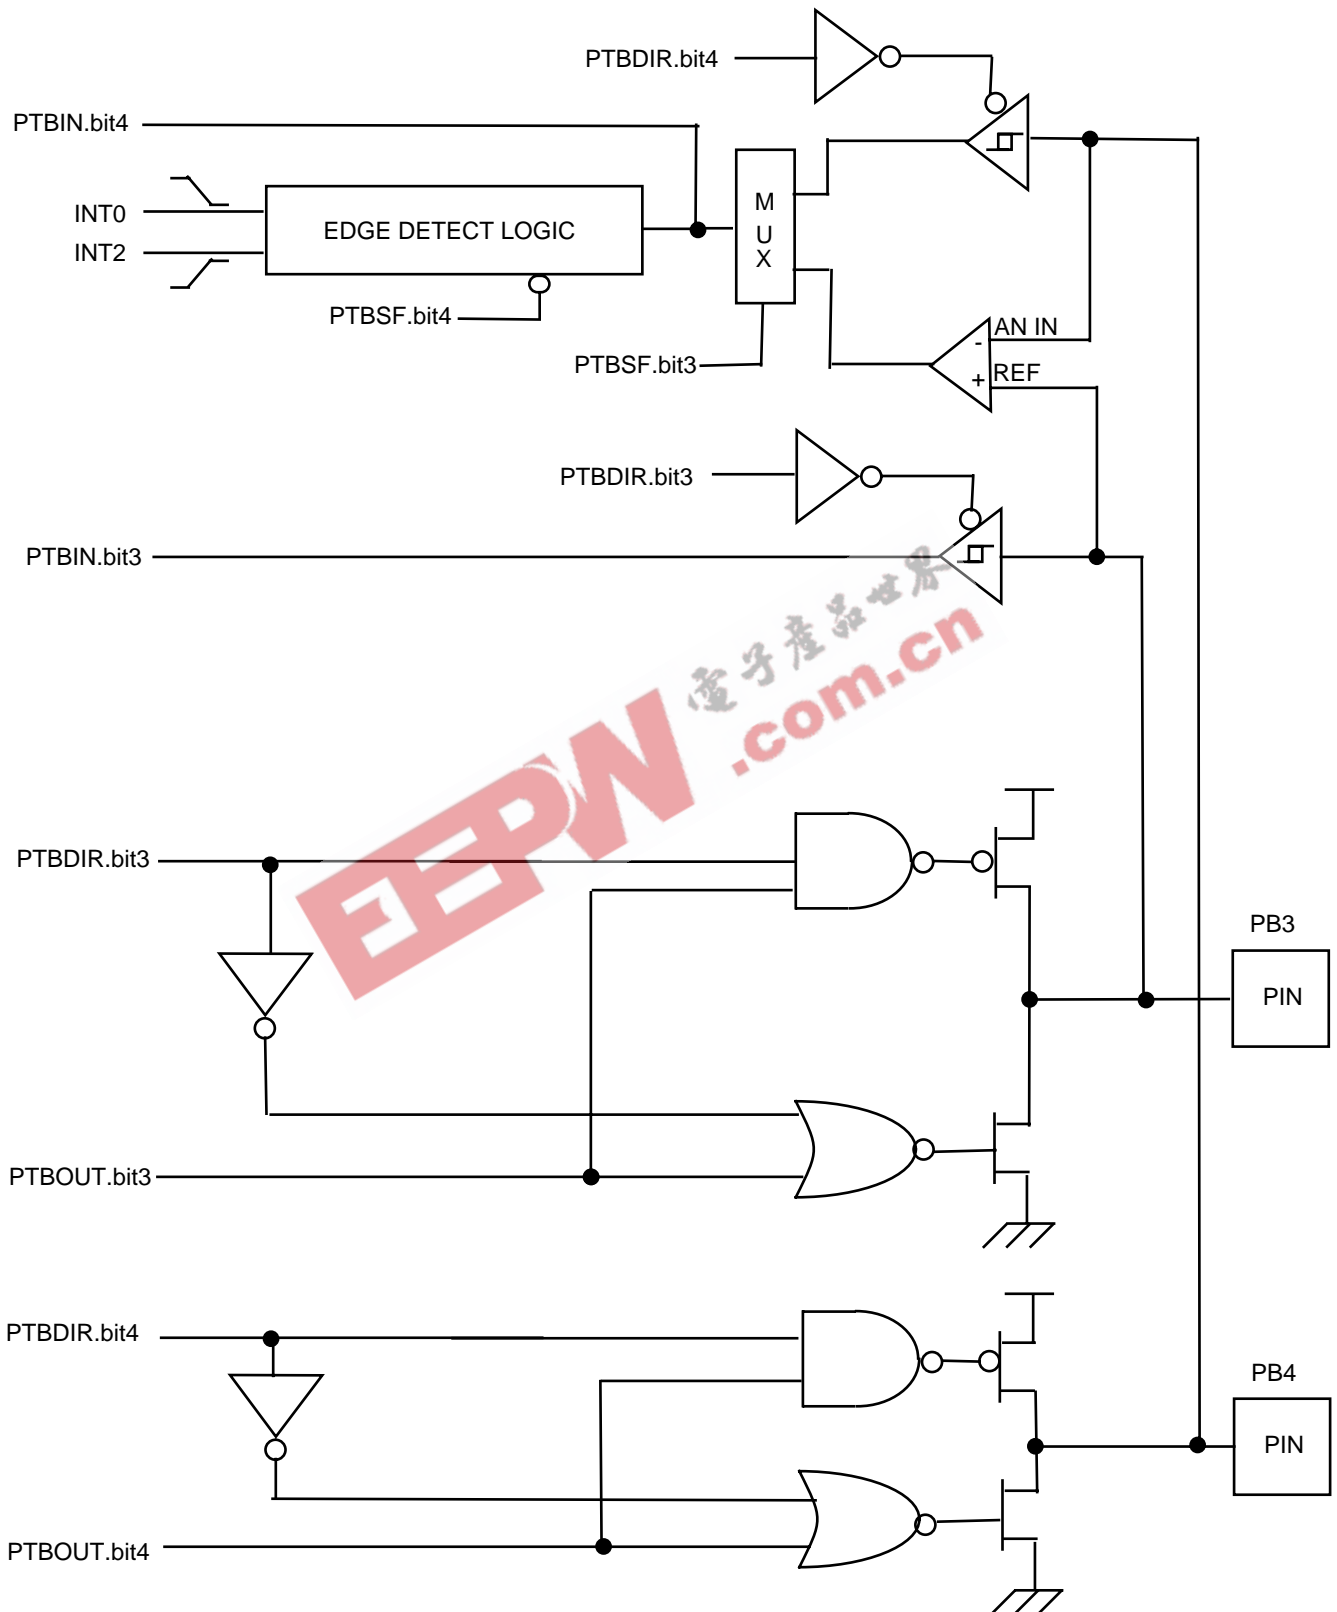 PTBDIR.bit4
PTBIN.bit4
INT0
INT2
EDGE DETECT LOGIC
M
U
X
PTBSF.bit4
PTBSF.bit3
AN IN
-
+
REF
PTBDIR.bit3
PTBIN.bit3
電子產品世界
.com.cn
EEPW
PTBDIR.bit3
PB3
PIN
PTBOUT.bit3
PTBDIR.bit4
PB4
PIN
PTBOUT.bit4